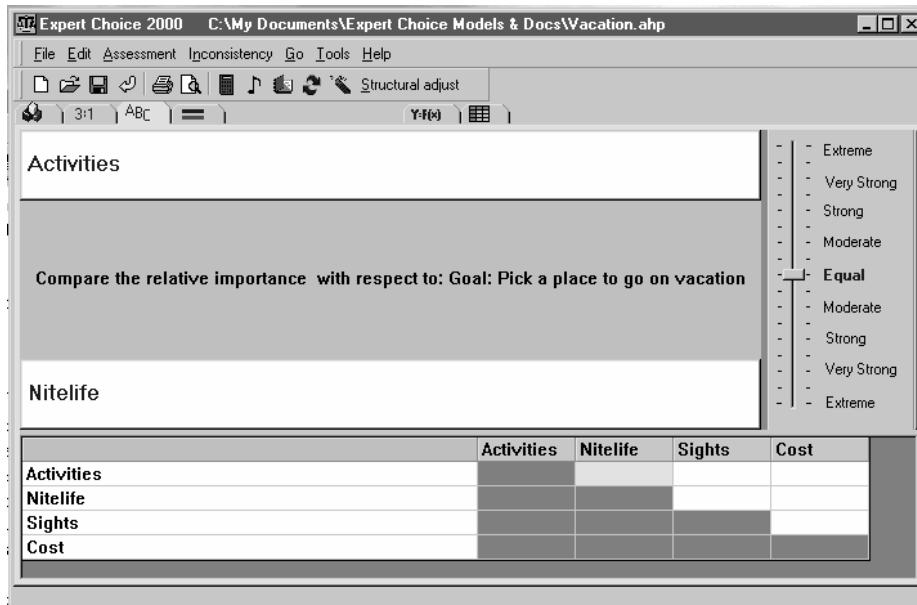 Expert Choice 2000 C:\My Documents\Expert Choice Models & Docs\Vacation.ahp
File Edit Assessment Inconsistency Go Tools Help
Structural adjust
3:1 ABC Y=F(x)
Activities
Compare the relative importance with respect to: Goal: Pick a place to go on vacation
Nitelife
Extreme
Very Strong
Strong
Moderate
Equal
Moderate
Strong
Very Strong
Extreme
Activities Nitelife Sights Cost
Activities
Nitelife
Sights
Cost